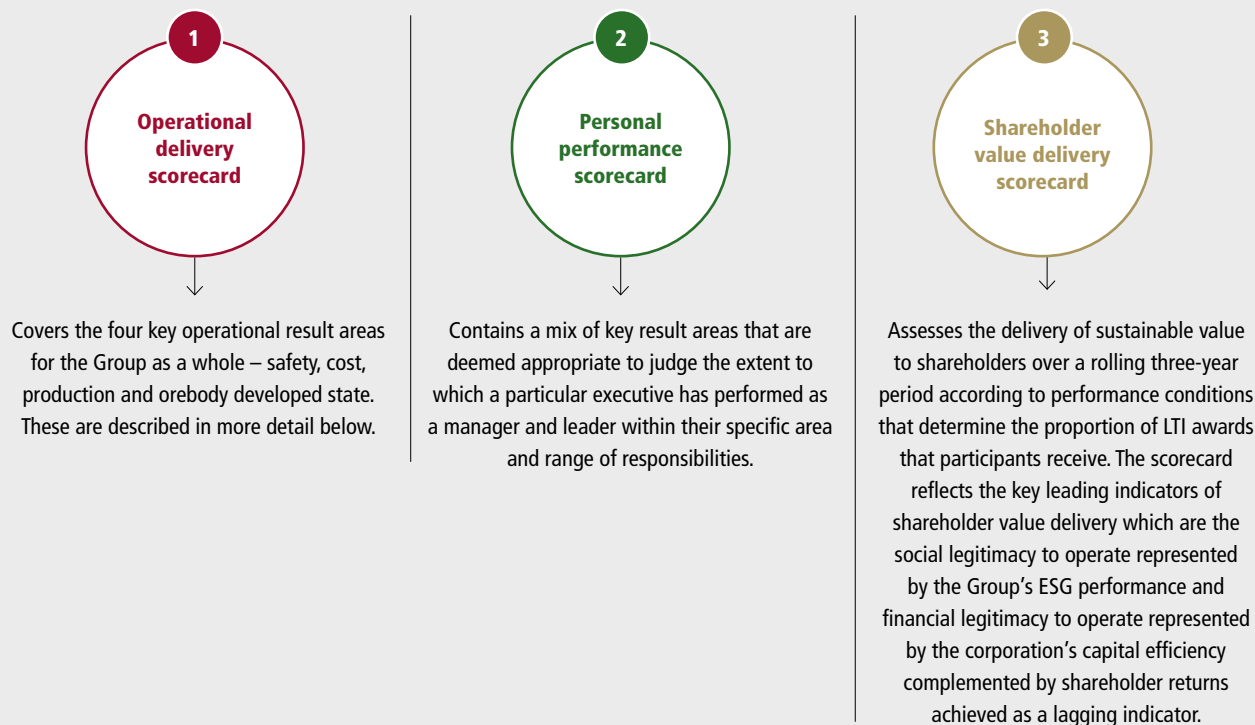 1
Operational
delivery
scorecard
Covers the four key operational result areas
for the Group as a whole – safety, cost,
production and orebody developed state.
These are described in more detail below.
2
Personal
performance
scorecard
Contains a mix of key result areas that are
deemed appropriate to judge the extent to
which a particular executive has performed as
a manager and leader within their specific area
and range of responsibilities.
3
Shareholder
value delivery
scorecard
Assesses the delivery of sustainable value
to shareholders over a rolling three-year
period according to performance conditions
that determine the proportion of LTI awards
that participants receive. The scorecard
reflects the key leading indicators of
shareholder value delivery which are the
social legitimacy to operate represented
by the Group’s ESG performance and
financial legitimacy to operate represented
by the corporation’s capital efficiency
complemented by shareholder returns
achieved as a lagging indicator.